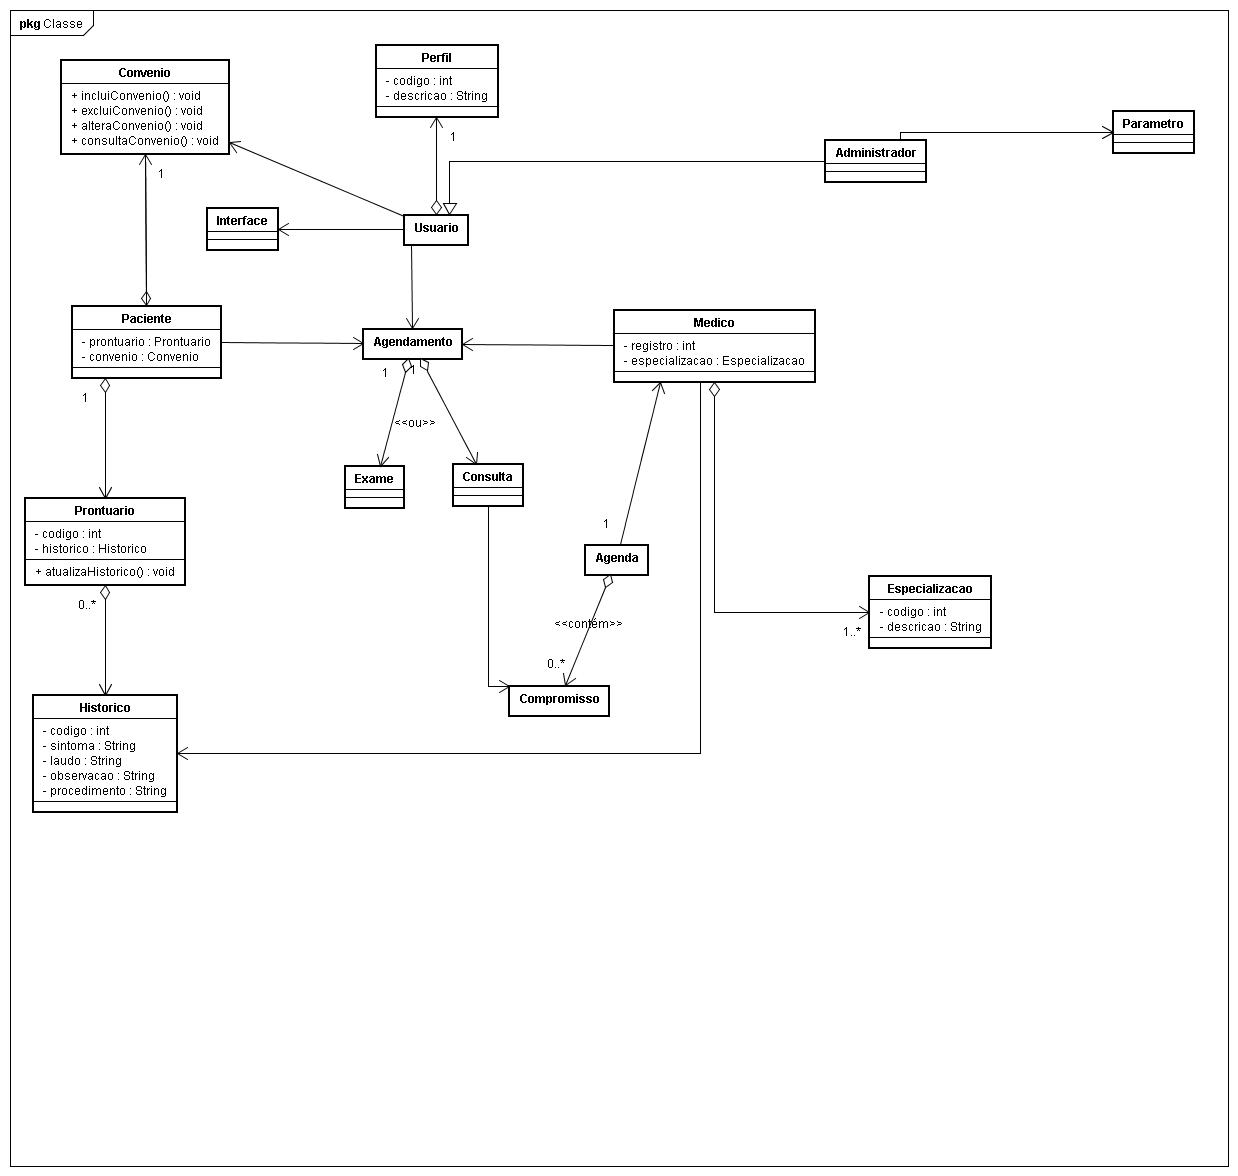 pkg Classe
Perfil
- codigo : int
- descricao : String
1
Convenio
+ incluiConvenio() : void
+ excluiConvenio() : void
+ alteraConvenio() : void
+ consultaConvenio() : void
1
Parametro
Administrador
Interface
Usuario
Paciente
- prontuario : Prontuario
- convenio : Convenio
1
Agendamento
1
1
<<ou>>
Medico
- registro : int
- especializacao : Especializacao
Exame
Consulta
Prontuario
- codigo : int
- historico : Historico
+ atualizaHistorico() : void
0..*
1
Agenda
<<contém>>
0..*
Compromisso
Especializacao
- codigo : int
- descricao : String
1..*
Historico
- codigo : int
- sintoma : String
- laudo : String
- observacao : String
- procedimento : String